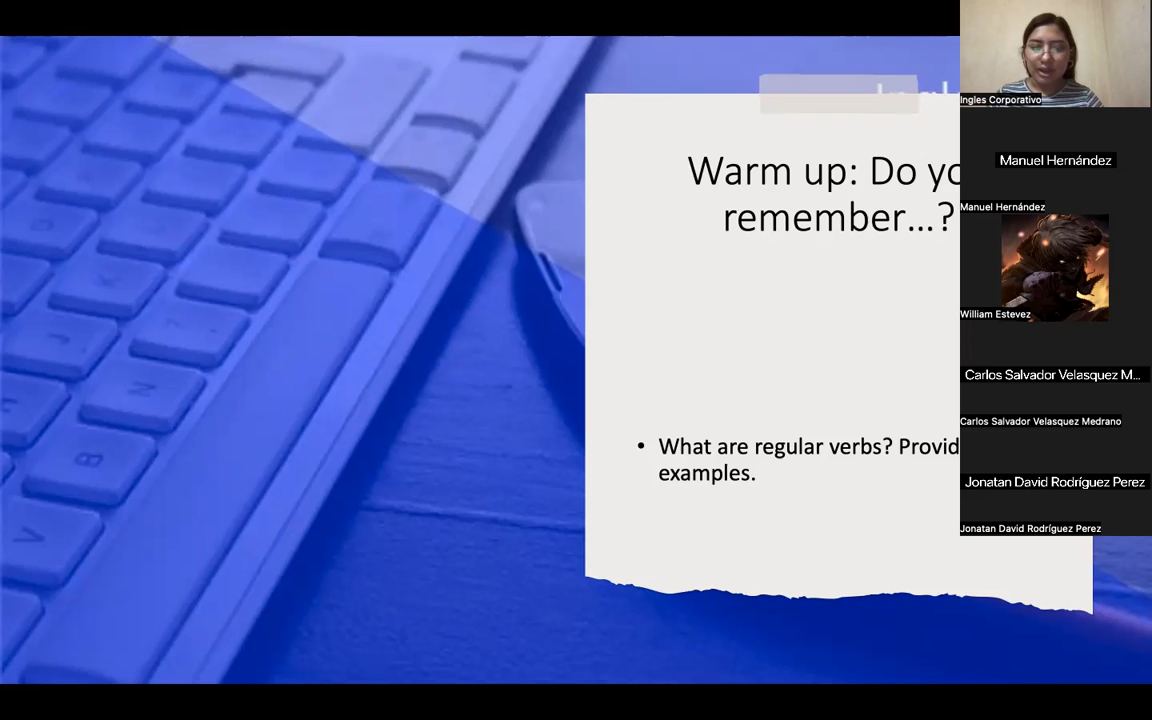 Warm up: Do yo
remember...?
• What are regular verbs? Provid
examples.
Ingles Corporativo
Manuel Hernández
Manuel Hernández
William Estevez
Carlos Salvador Velasquez M...
Carlos Salvador Velasquez Medrano
Jonatan David Rodríguez Perez
Jonatan David Rodríguez Perez